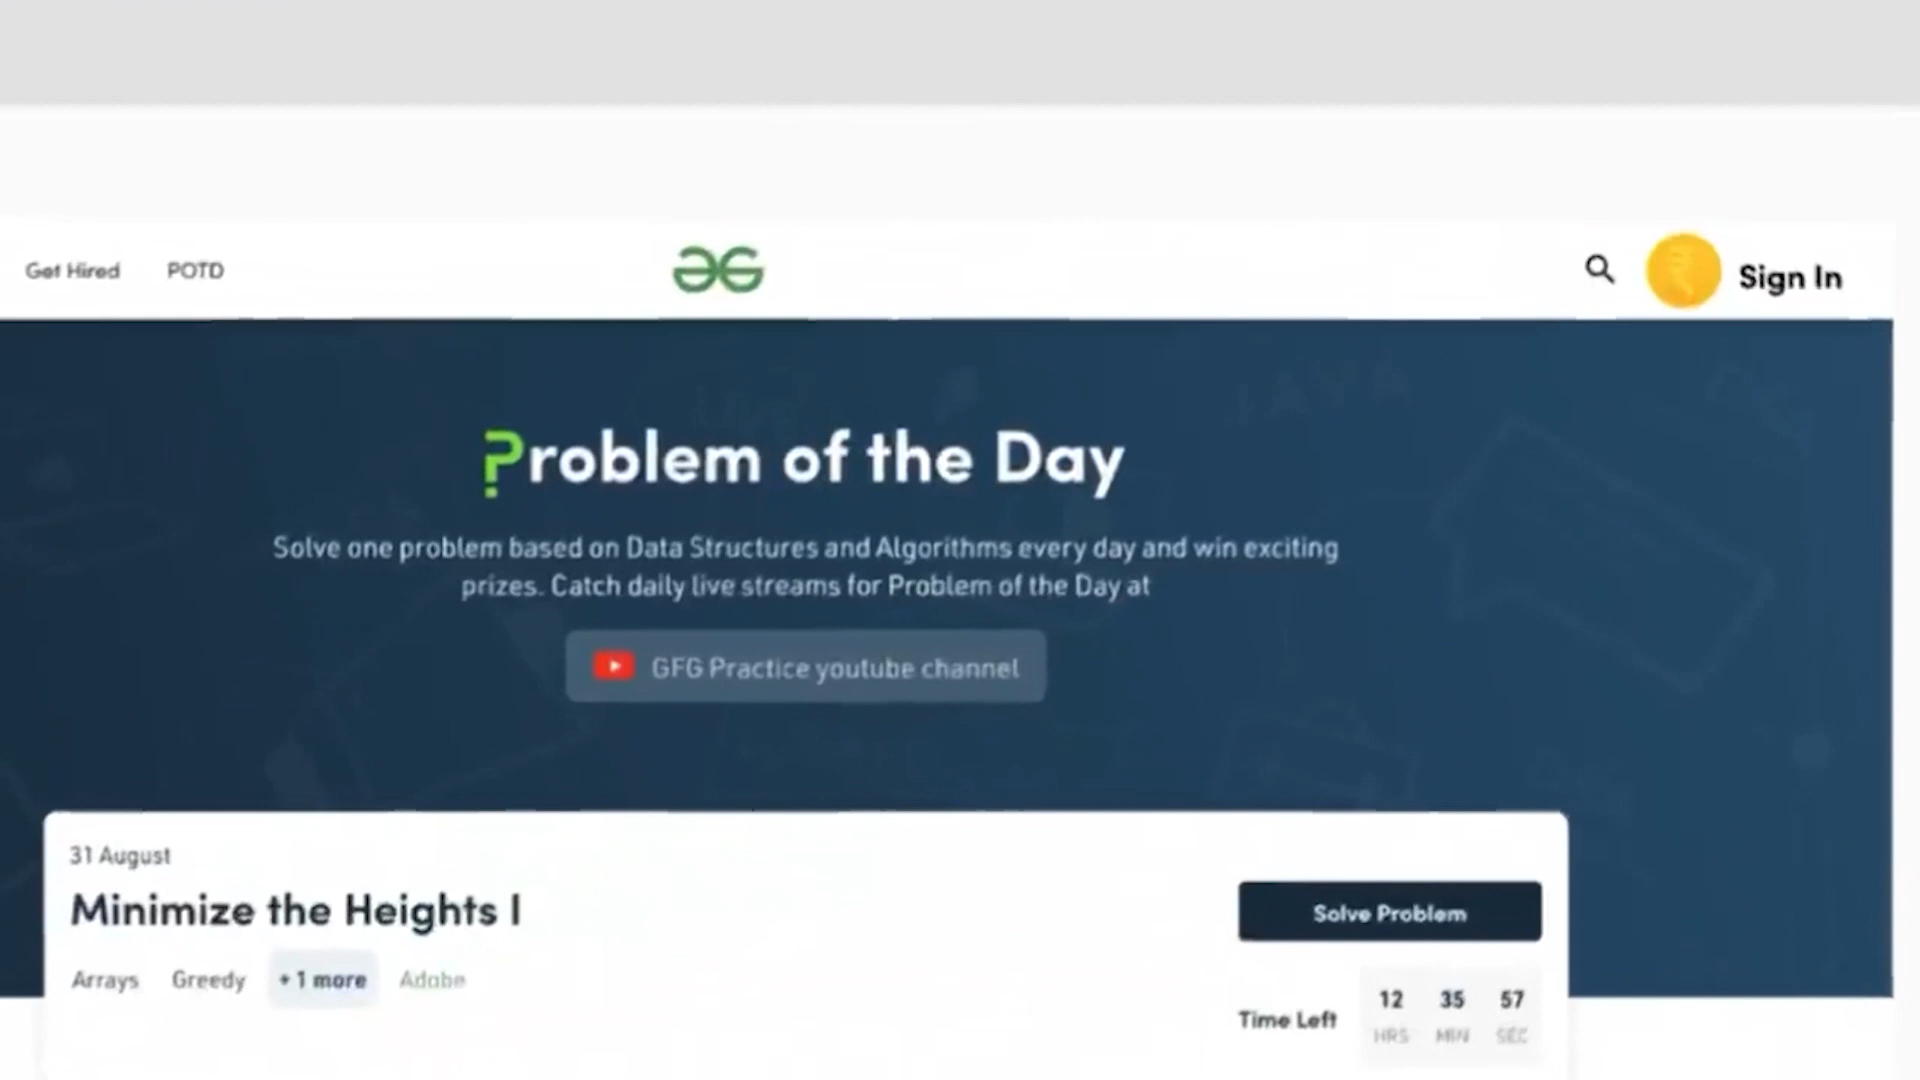 Get Hired POTD Sign In
Problem of the Day
Solve one problem based on Data Structures and Algorithms every day and win exciting
prizes. Catch daily live streams for Problem of the Day at
GFG Practice youtube channel
31 August
Minimize the Heights I
Solve Problem
Arrays Greedy + 1 more Adobe
Time Left 12 35 57
HRS MIN SEC